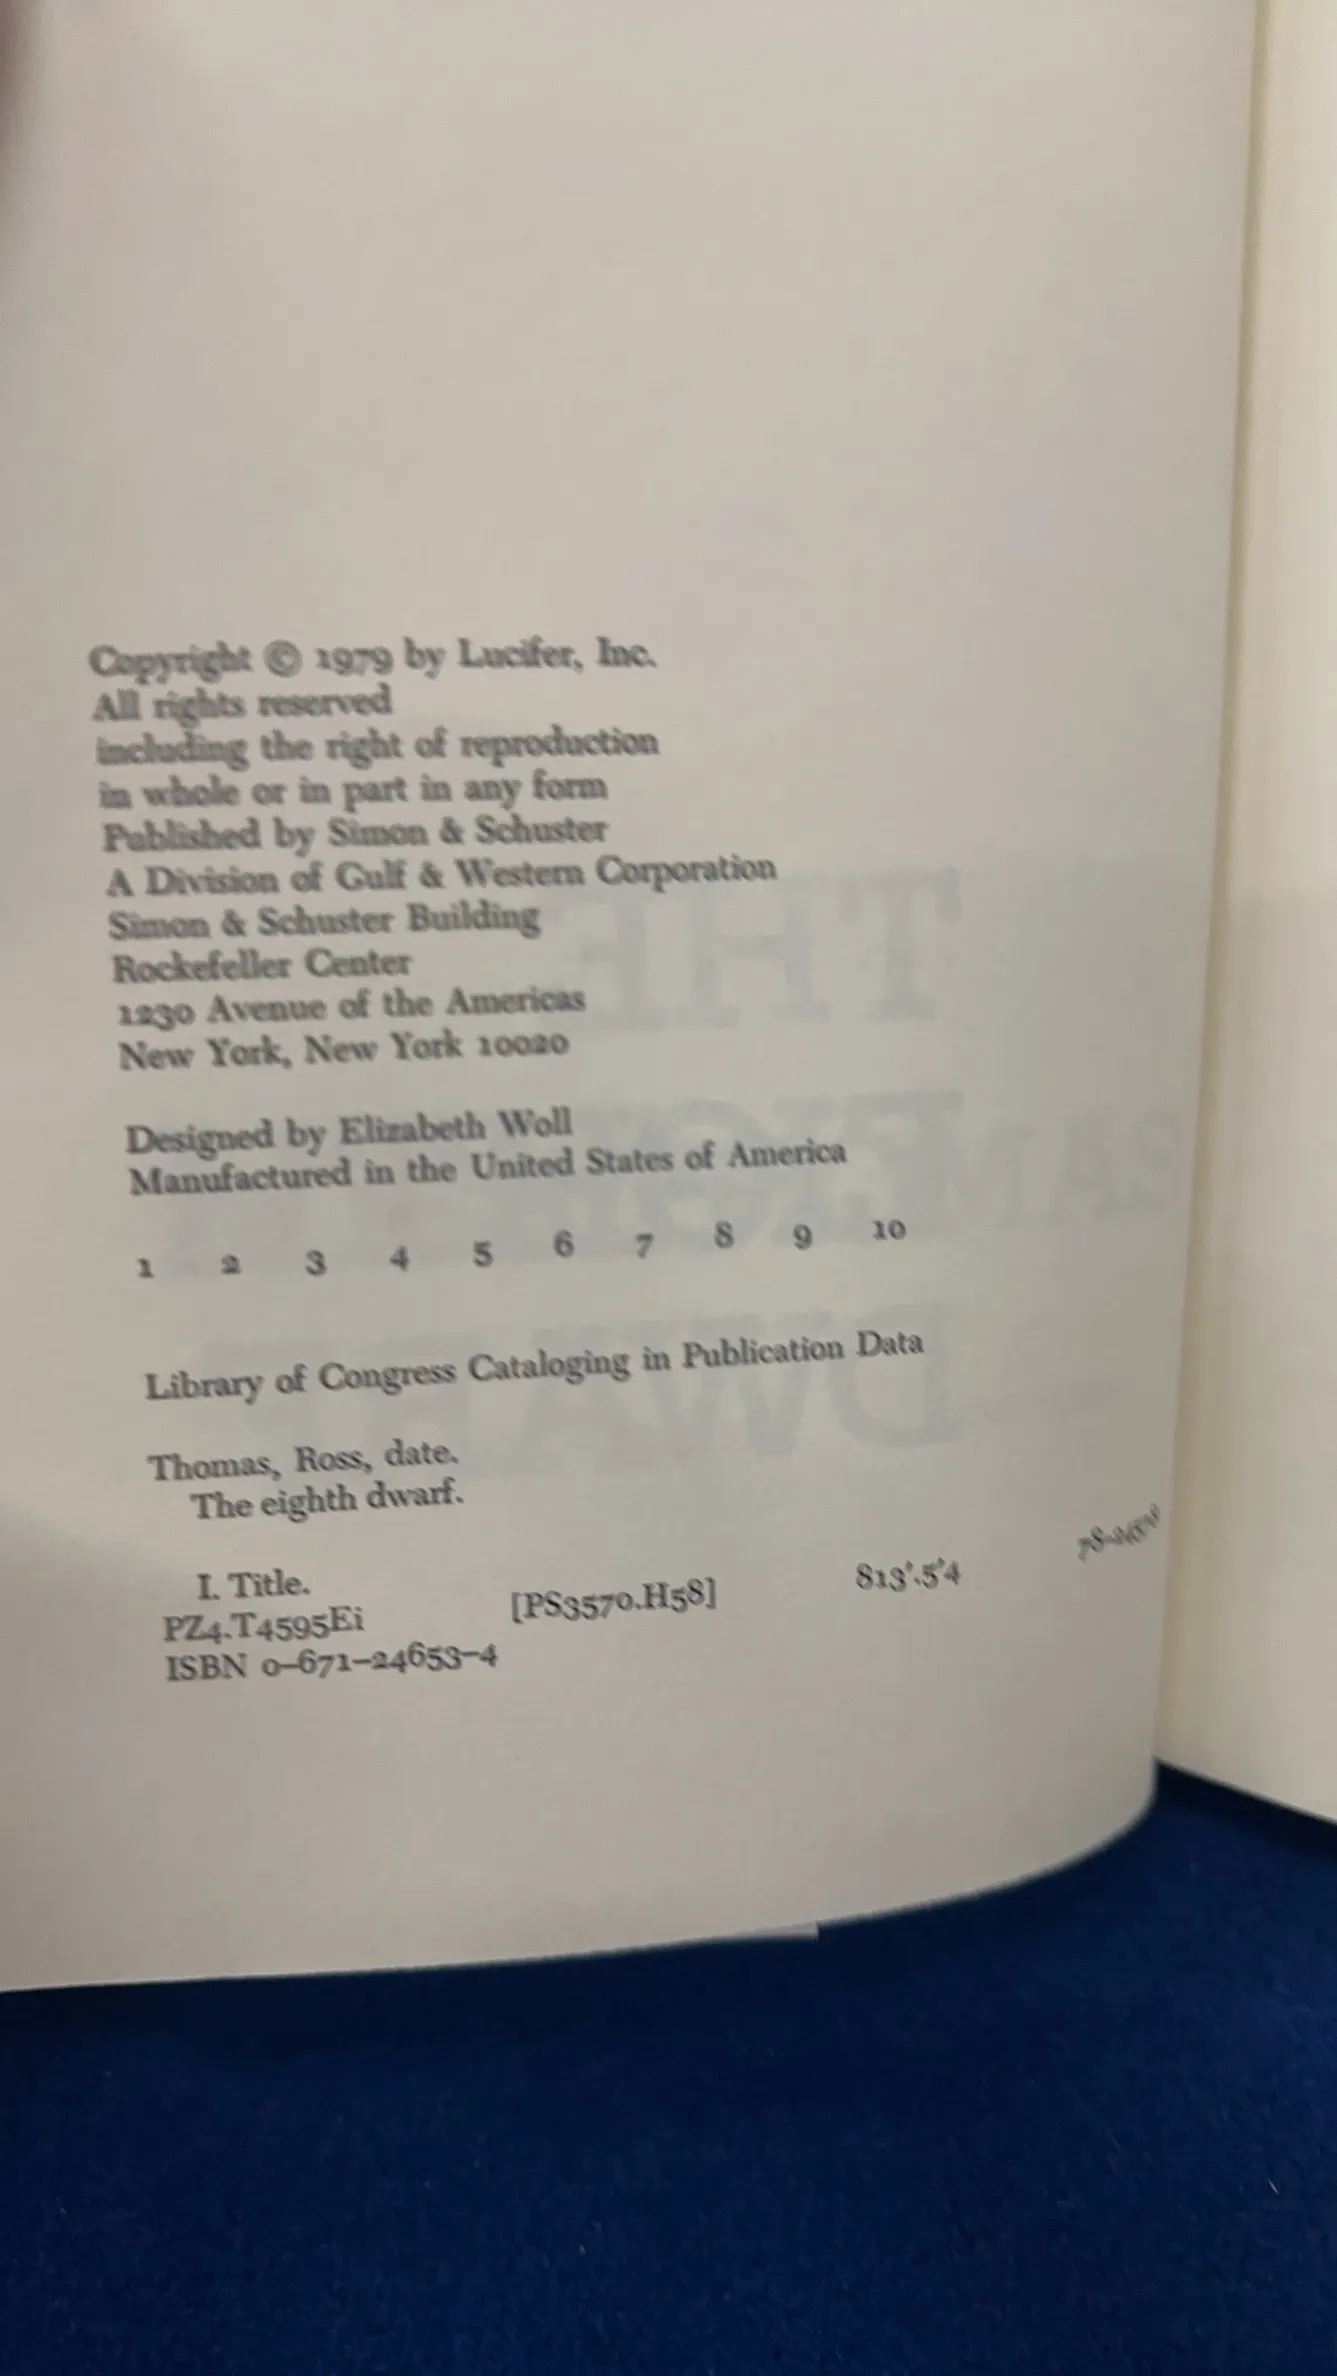 Copyright © 1979 by Lucifer, Inc.
All rights reserved
including the right of reproduction
in whole or in part in any form
Published by Simon & Schuster
A Division of Gulf & Western Corporation
Simon & Schuster Building
Rockefeller Center
1230 Avenue of the Americas
New York, New York 10020
Designed by Elizabeth Woll
Manufactured in the United States of America
1 2 3 4 5 6 7 8 9 10
Library of Congress Cataloging in Publication Data
Thomas, Ross, date.
The eighth dwarf.
I. Title.
PZ4.T4595Ei [PS3570.H58] 813'.5'4
ISBN 0-671-24653-4